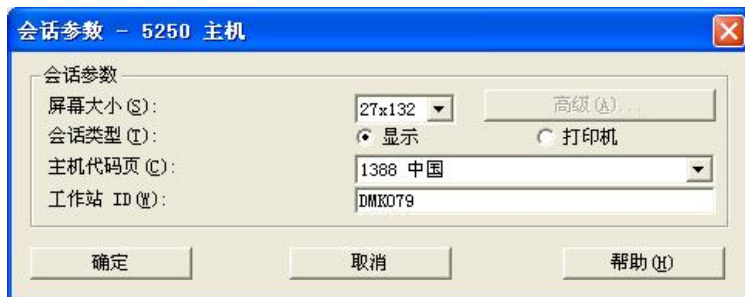 会话参数 - 5250 主机
会话参数
屏幕大小(S): 27x132 高级(A)...
会话类型(T): 显示 打印机
主机代码页(C): 1388 中国
工作站 ID(W): DMK079
确定 取消 帮助(H)